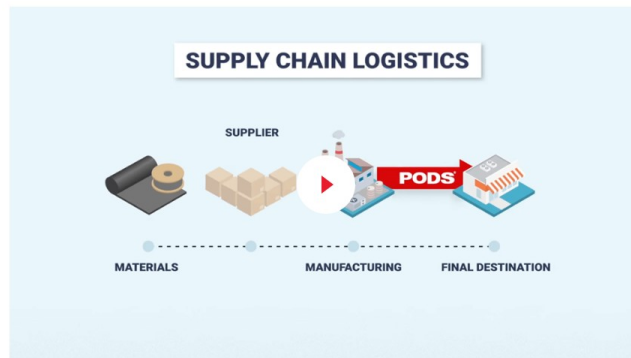 SUPPLY CHAIN LOGISTICS
SUPPLIER
PODS
MATERIALS
MANUFACTURING
FINAL DESTINATION